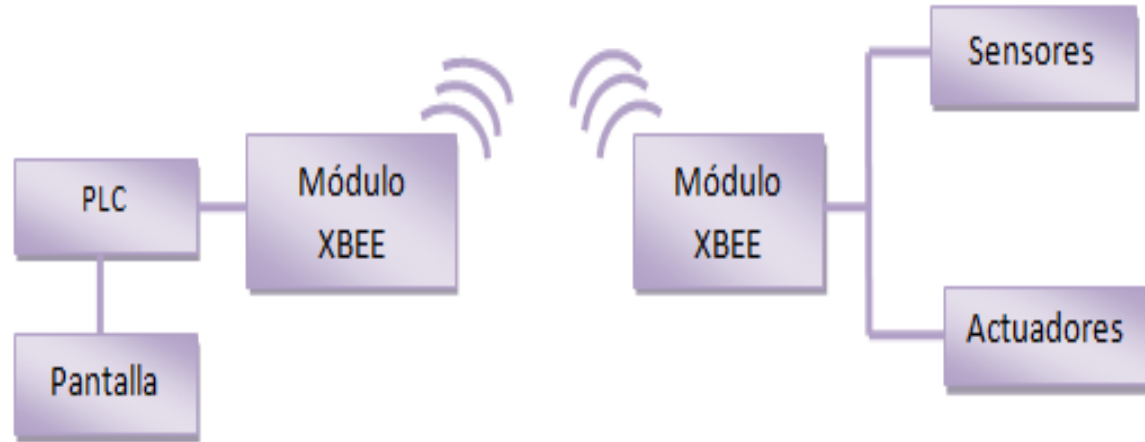 Sensores
PLC
Módulo
XBEE
Módulo
XBEE
Pantalla
Actuadores